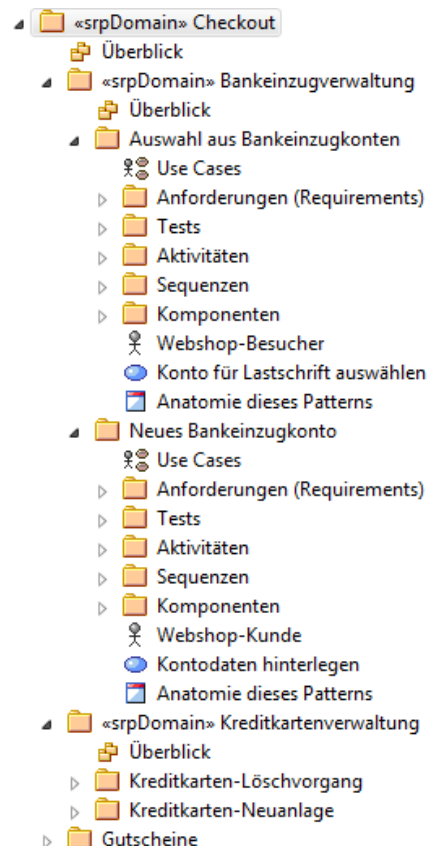 «srpDomain» Checkout
Überblick
«srpDomain» Bankeinzugverwaltung
Überblick
Auswahl aus Bankeinzugkonten
Use Cases
Anforderungen (Requirements)
Tests
Aktivitäten
Sequenzen
Komponenten
Webshop-Besucher
Konto für Lastschrift auswählen
Anatomie dieses Patterns
Neues Bankeinzugkonto
Use Cases
Anforderungen (Requirements)
Tests
Aktivitäten
Sequenzen
Komponenten
Webshop-Kunde
Kontodaten hinterlegen
Anatomie dieses Patterns
«srpDomain» Kreditkartenverwaltung
Überblick
Kreditkarten-Löschvorgang
Kreditkarten-Neuanlage
Gutscheine